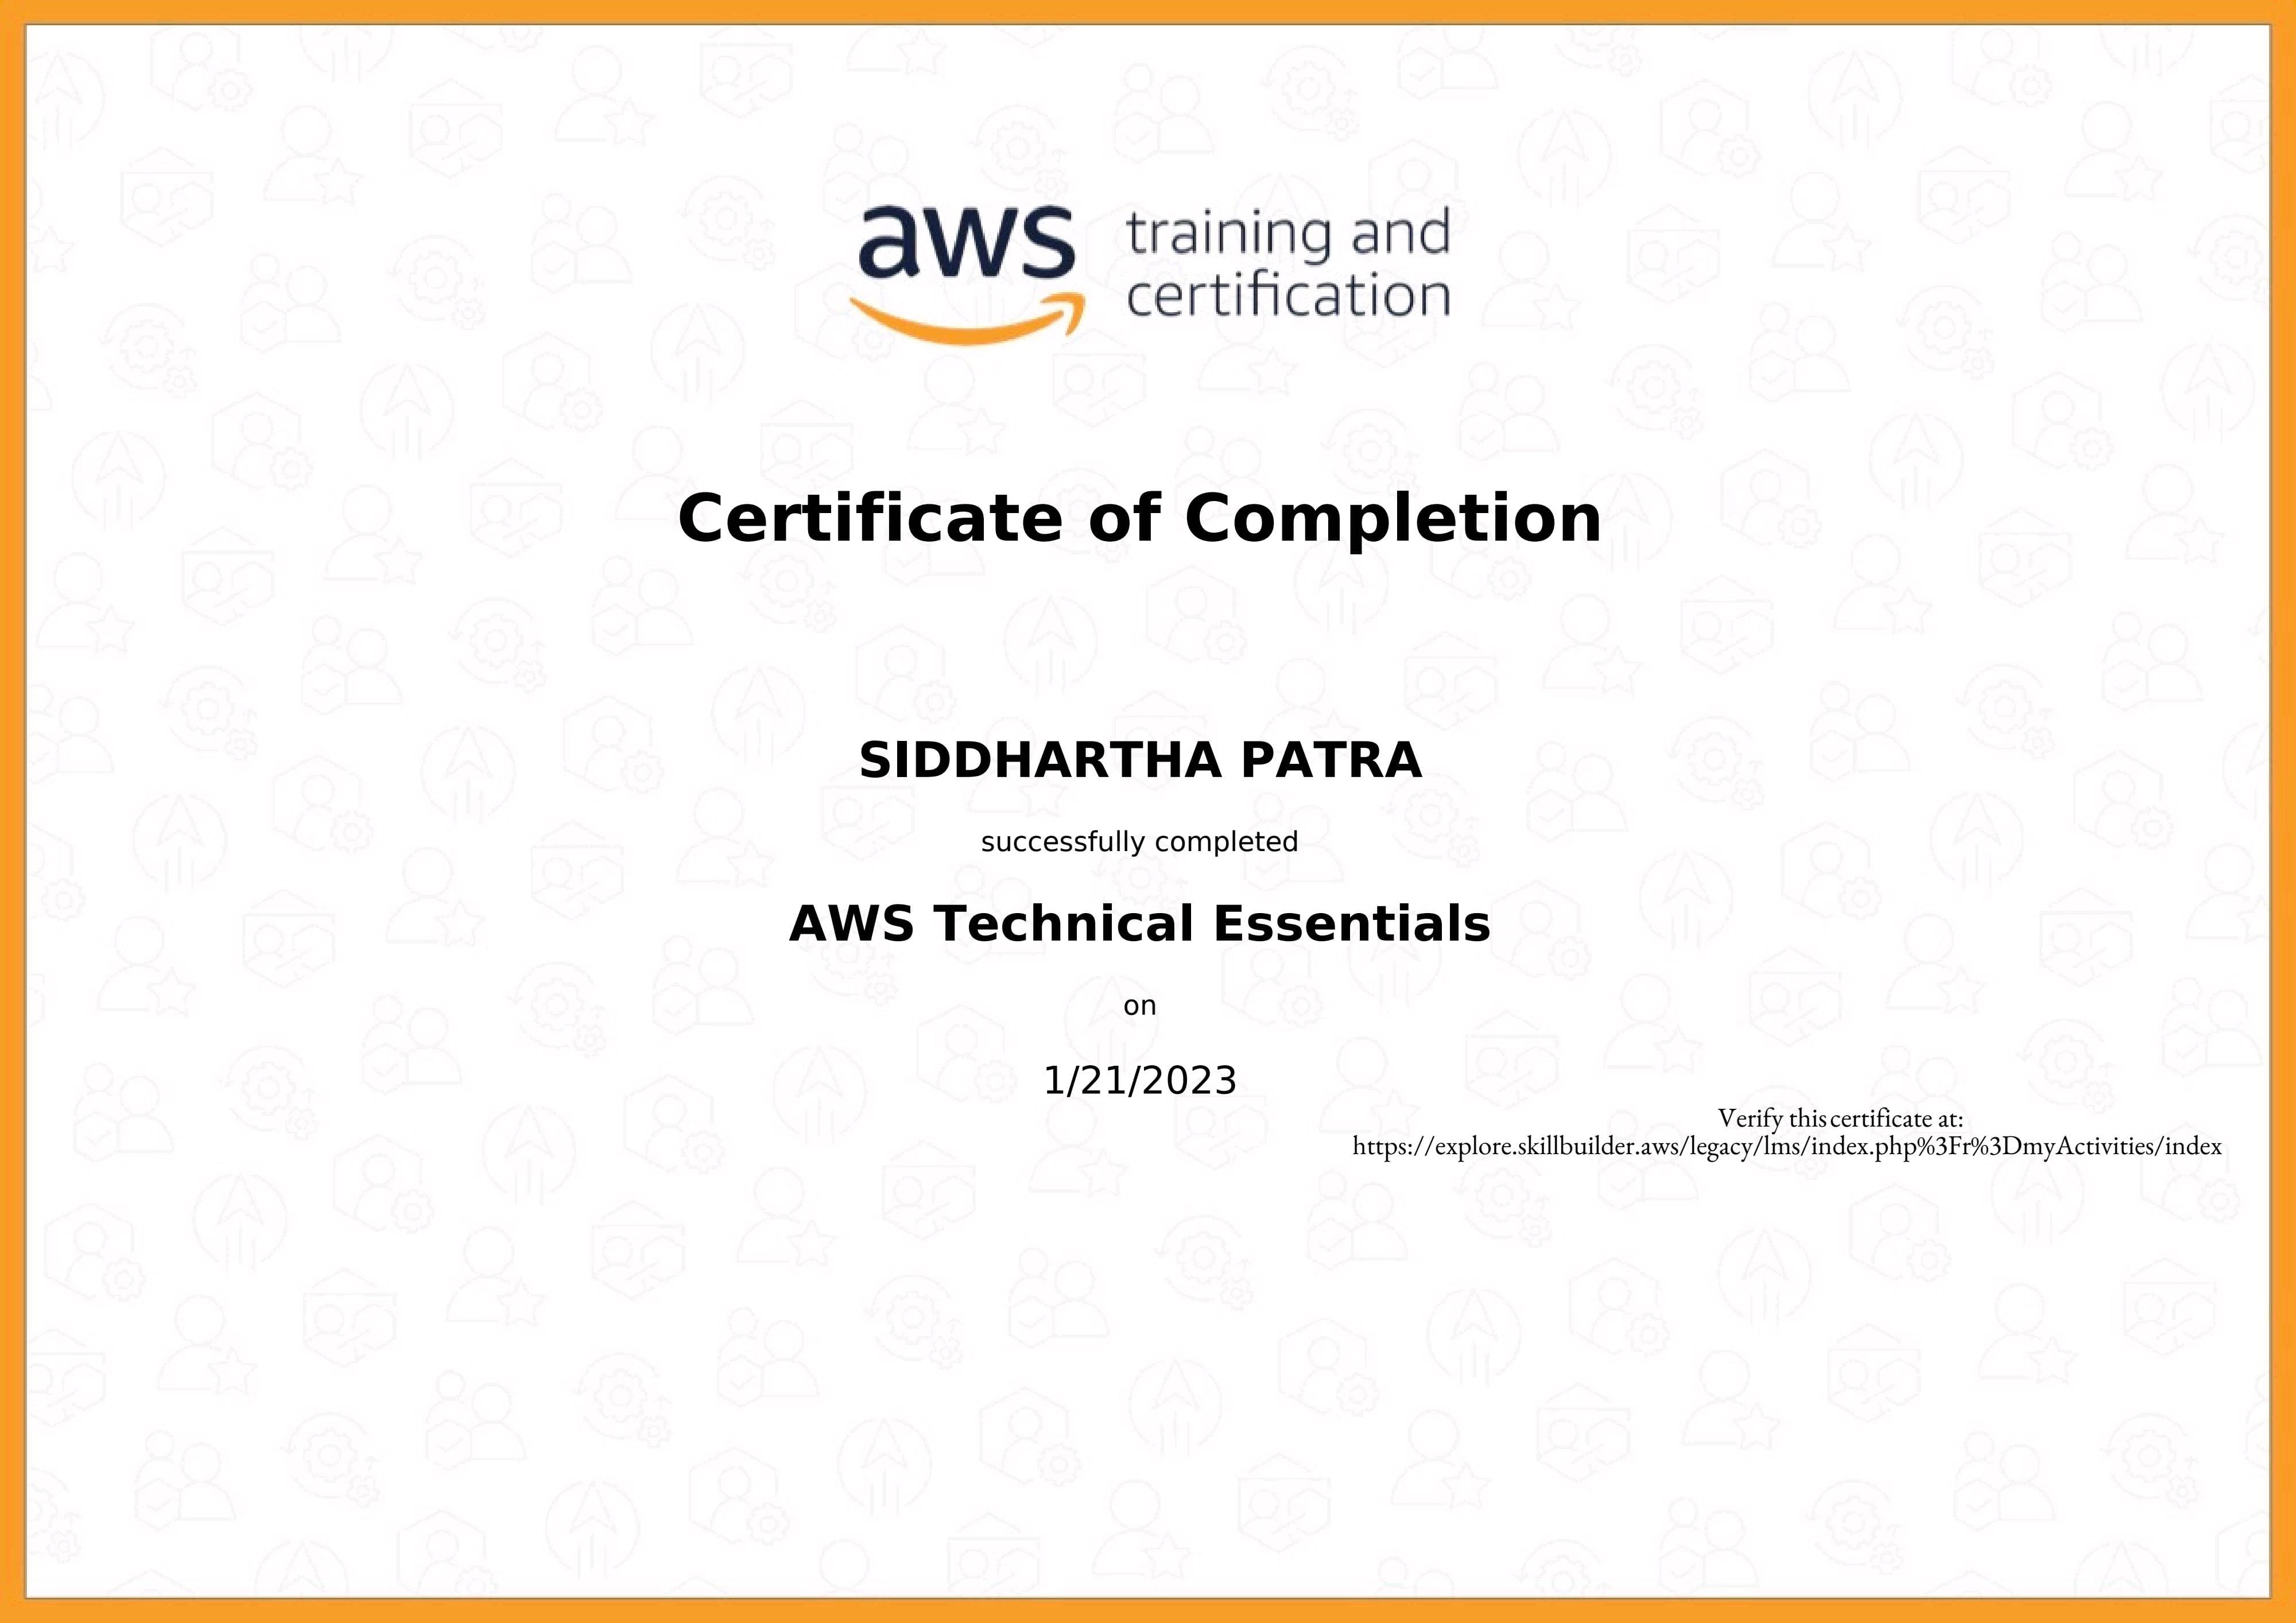 aws training and
certification
Certificate of Completion
SIDDHARTHA PATRA
successfully completed
AWS Technical Essentials
on
1/21/2023
Verify this certificate at:
https://explore.skillbuilder.aws/legacy/lms/index.php%3Fr%3DmyActivities/index